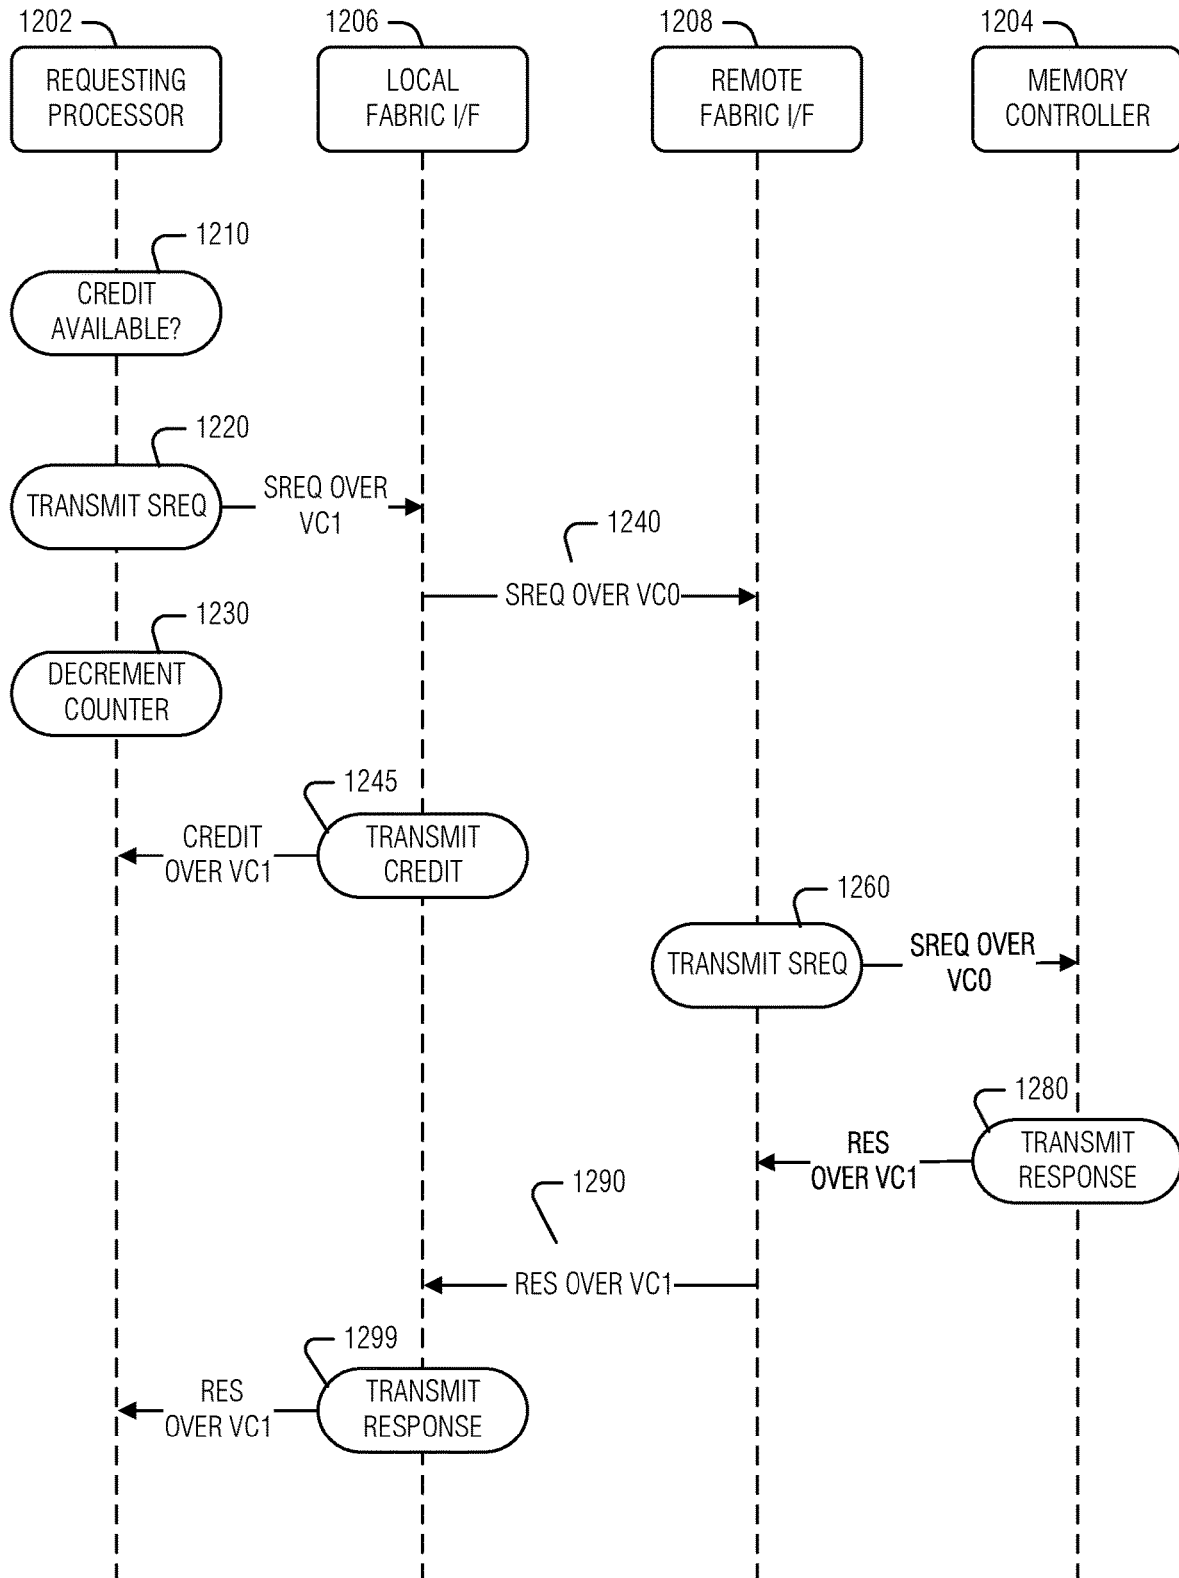 1202
1206
1208
1204
REQUESTING
PROCESSOR
LOCAL
FABRIC I/F
REMOTE
FABRIC I/F
MEMORY
CONTROLLER
1210
CREDIT
AVAILABLE?
1220
TRANSMIT SREQ
SREQ OVER
VC1
1240
SREQ OVER VC0
1230
DECREMENT
COUNTER
1245
CREDIT
OVER VC1
TRANSMIT
CREDIT
1260
TRANSMIT SREQ
SREQ OVER
VC0
1280
RES
OVER VC1
TRANSMIT
RESPONSE
1290
RES OVER VC1
1299
RES
OVER VC1
TRANSMIT
RESPONSE